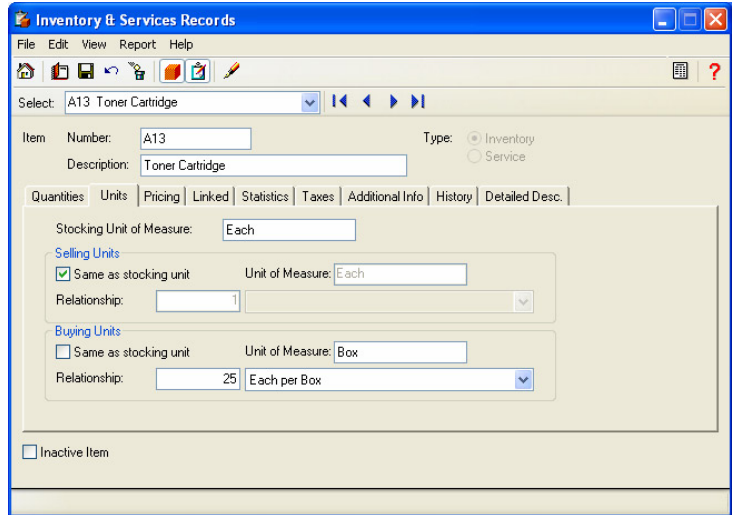 Inventory & Services Records
File Edit View Report Help
Select: A13 Toner Cartridge
Item Number: A13 Type: Inventory
Description: Toner Cartridge Service
Quantities Units Pricing Linked Statistics Taxes Additional Info History Detailed Desc.
Stocking Unit of Measure: Each
Selling Units
Same as stocking unit Unit of Measure: Each
Relationship: 1
Buying Units
Same as stocking unit Unit of Measure: Box
Relationship: 25 Each per Box
Inactive Item